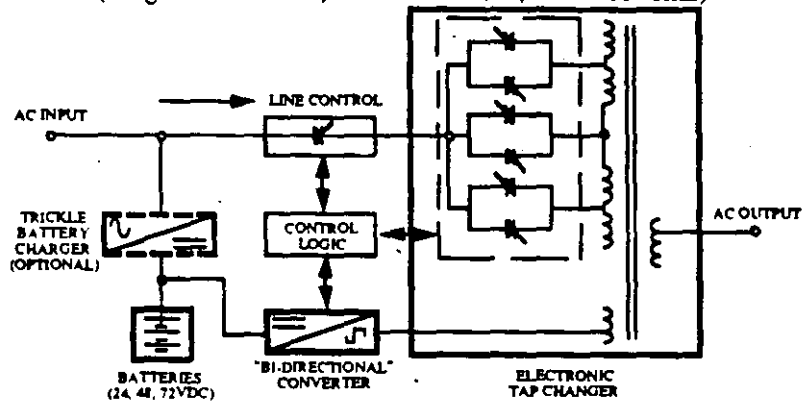 LINE CONTROL
AC INPUT
AC OUTPUT
TRICKLE
BATTERY
CHARGER
(OPTIONAL)
CONTROL
LOGIC
BATTERIES
(24, 48, 72VDC)
"BI-DIRECTIONAL"
CONVERTER
ELECTRONIC
TAP CHANGER